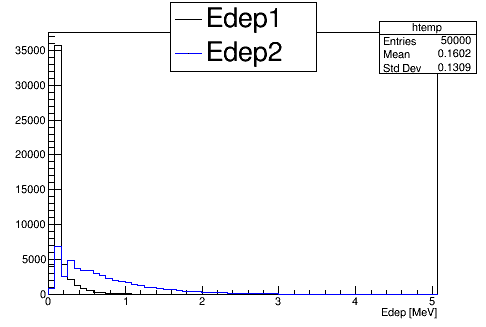 Edep1
Edep2
htemp
Entries 50000
Mean 0.1602
Std Dev 0.1309
35000
30000
25000
20000
15000
10000
5000
0
0 1 2 3 4 5
Edep [MeV]